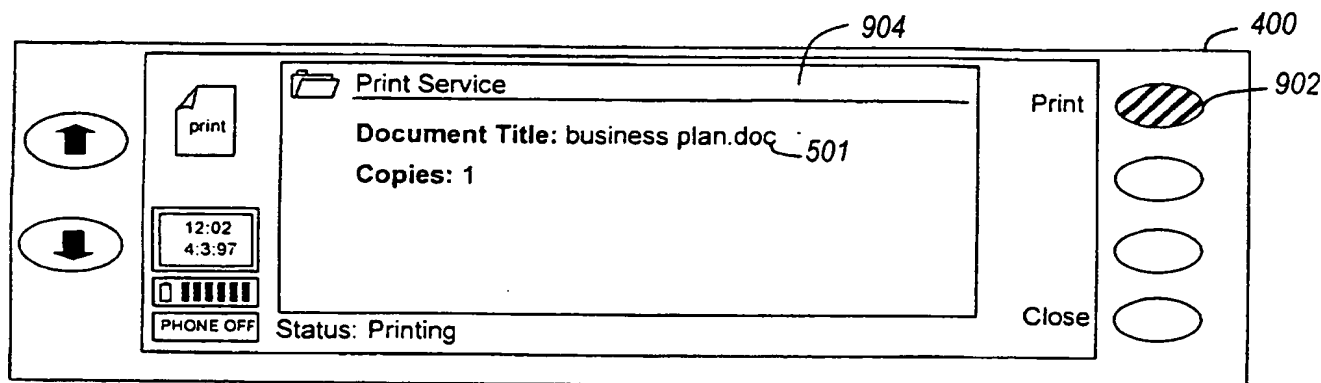 400
904
902
print
Print Service
Print
Document Title: business plan.doc
501
Copies: 1
12:02
4:3:97
PHONE OFF
Status: Printing
Close